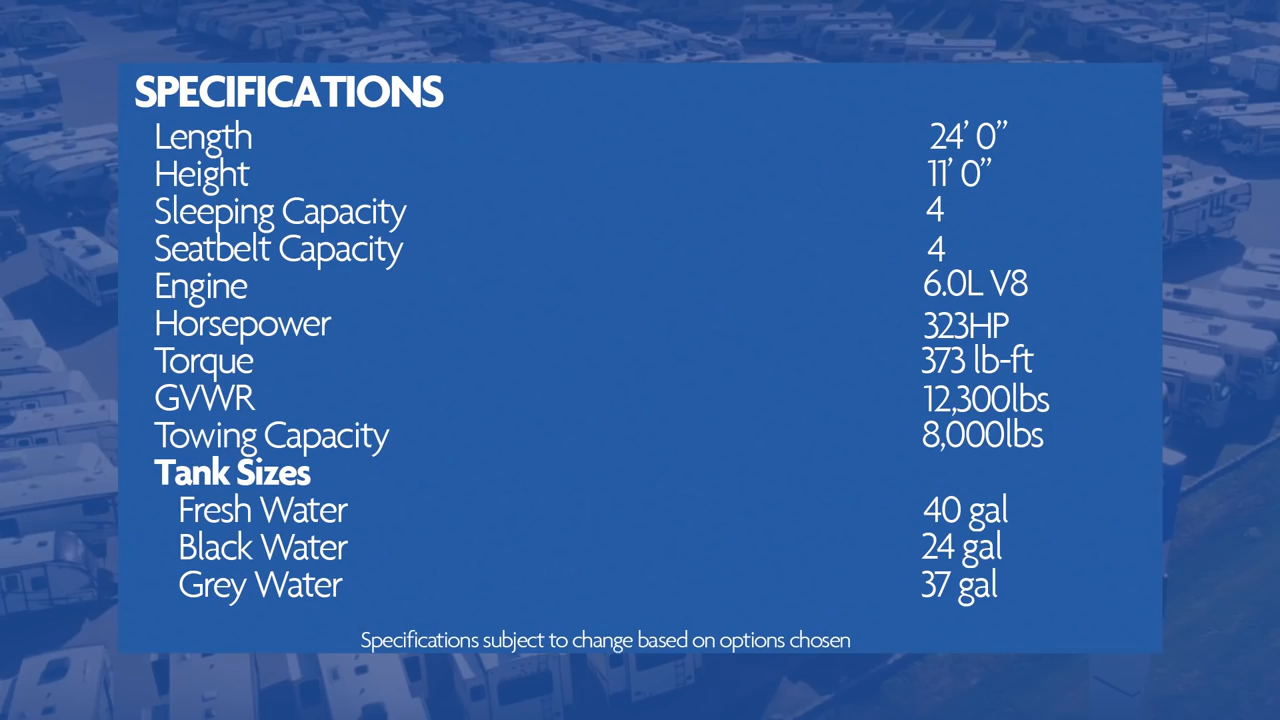 SPECIFICATIONS
Length 24’ 0”
Height 11’ 0”
Sleeping Capacity 4
Seatbelt Capacity 4
Engine 6.0L V8
Horsepower 323HP
Torque 373 lb-ft
GVWR 12,300lbs
Towing Capacity 8,000lbs
Tank Sizes
Fresh Water 40 gal
Black Water 24 gal
Grey Water 37 gal
Specifications subject to change based on options chosen